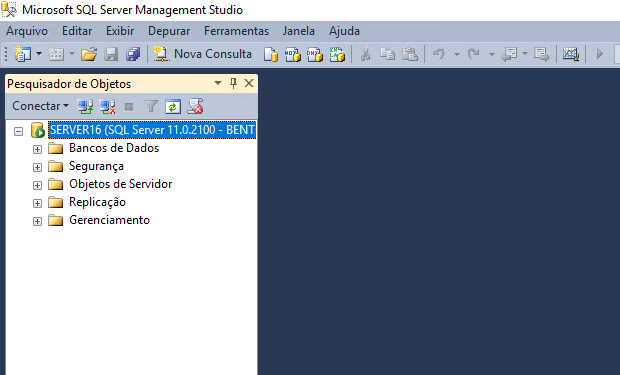 Microsoft SQL Server Management Studio
Arquivo Editar Exibir Depurar Ferramentas Janela Ajuda
Nova Consulta
Pesquisador de Objetos
Conectar
SERVER16 (SQL Server 11.0.2100 - BENT
Bancos de Dados
Segurança
Objetos de Servidor
Replicação
Gerenciamento